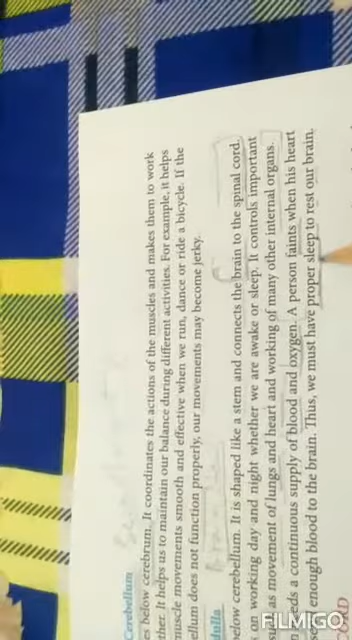 Cerebellum
es below cerebrum. It coordinates the actions of the muscles and makes them to work
ther. It helps us to maintain our balance during different activities. For example, it helps
muscle movements smooth and effective when we run, dance or ride a bicycle. If the
ellum does not function properly, our movements may become jerky.
dulla
below cerebellum. It is shaped like a stem and connects the brain to the spinal cord.
on working day and night whether we are awake or sleep. It controls important
su as movement of lungs and heart and working of many other internal organs.
n needs a continuous supply of blood and oxygen. A person faints when his heart
d enough blood to the brain. Thus, we must have proper sleep to rest our brain.
OAD
FILMIGO